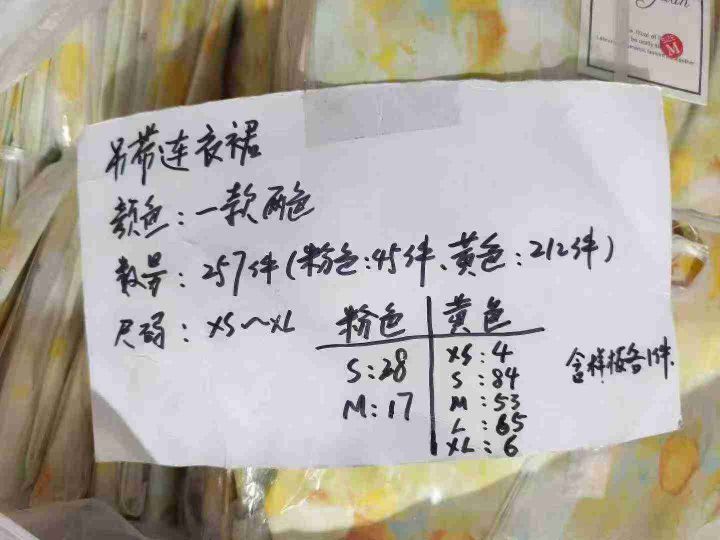 吊带连衣裙
颜色：一款两色
数量：257件（粉色：45件、黄色：212件）
尺码：XS～XL
粉色 黄色
S：28
M：17
XS：4
S：84
M：53
L：65
XL：6
含样板各1件.